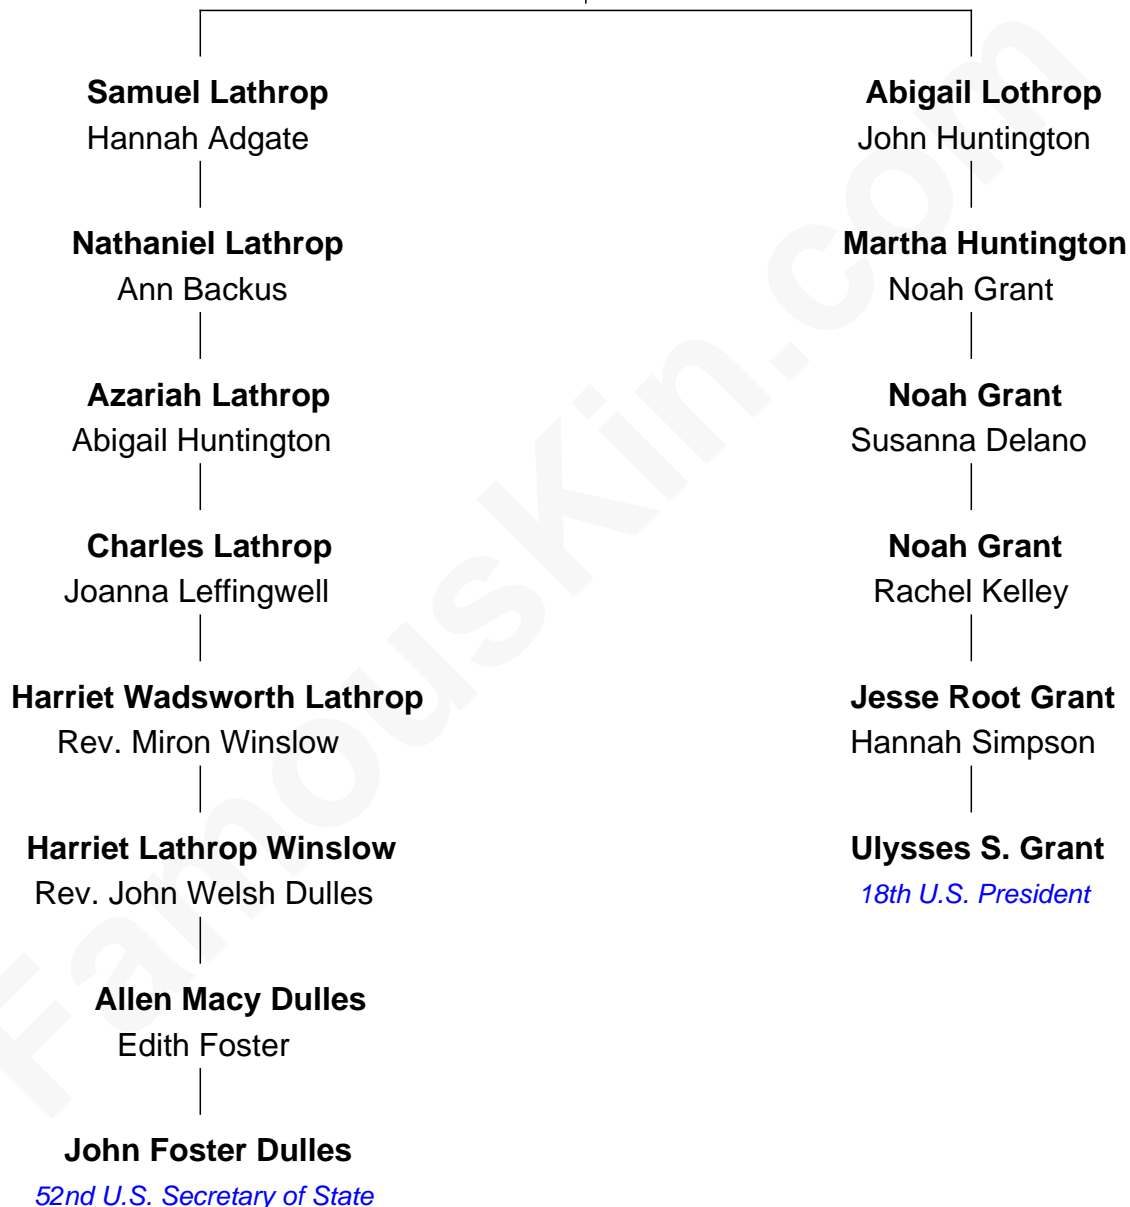 Samuel Lathrop
Hannah Adgate
Nathaniel Lathrop
Ann Backus
Azariah Lathrop
Abigail Huntington
Charles Lathrop
Joanna Leffingwell
Harriet Wadsworth Lathrop
Rev. Miron Winslow
Harriet Lathrop Winslow
Rev. John Welsh Dulles
Allen Macy Dulles
Edith Foster
John Foster Dulles
52nd U.S. Secretary of State
Abigail Lothrop
John Huntington
Martha Huntington
Noah Grant
Noah Grant
Susanna Delano
Noah Grant
Rachel Kelley
Jesse Root Grant
Hannah Simpson
Ulysses S. Grant
18th U.S. President
FamousKin.com